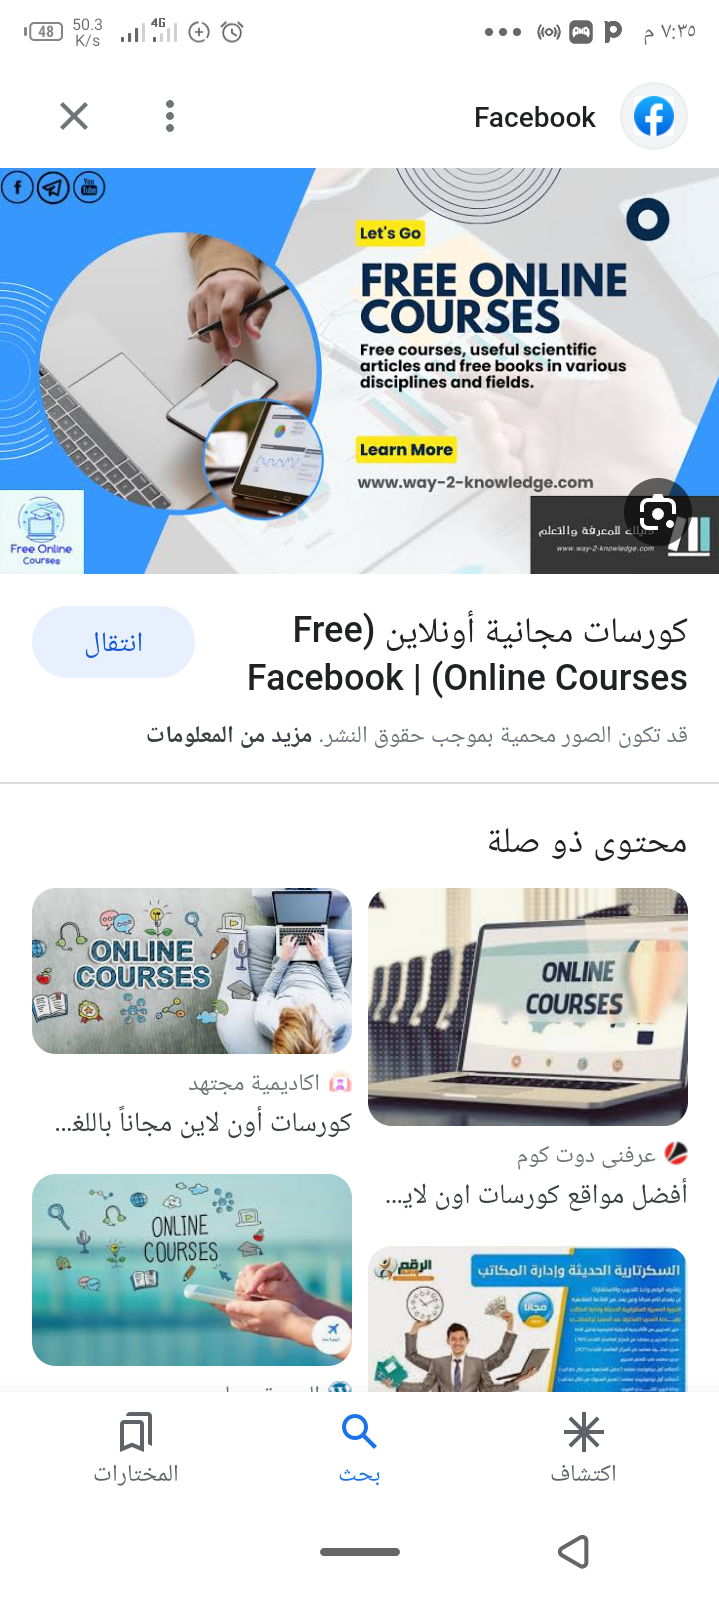 48
50.3
K/s
4G
٧:٣٥ م
Facebook
f
You
Tube
Let's Go
FREE ONLINE
COURSES
Free courses, useful scientific
articles and free books in various
disciplines and fields.
Learn More
www.way-2-knowledge.com
Free Online
Courses
للمعرفة والتعلم
www.way-2-knowledge.com
كورسات مجانية أونلاين (Free
Online Courses) | Facebook
انتقال
قد تكون الصور محمية بموجب حقوق النشر. مزيد من المعلومات
محتوى ذو صلة
ONLINE
COURSES
عرفني دوت كوم
أفضل مواقع كورسات اون لاي...
ONLINE
COURSES
اكاديمية مجتهد
كورسات أون لاين مجاناً باللغ...
الرقم
السكرتارية الحديثة وإدارة المكاتب
مجاناً
ONLINE
COURSES
اكتشاف
بحث
المختارات